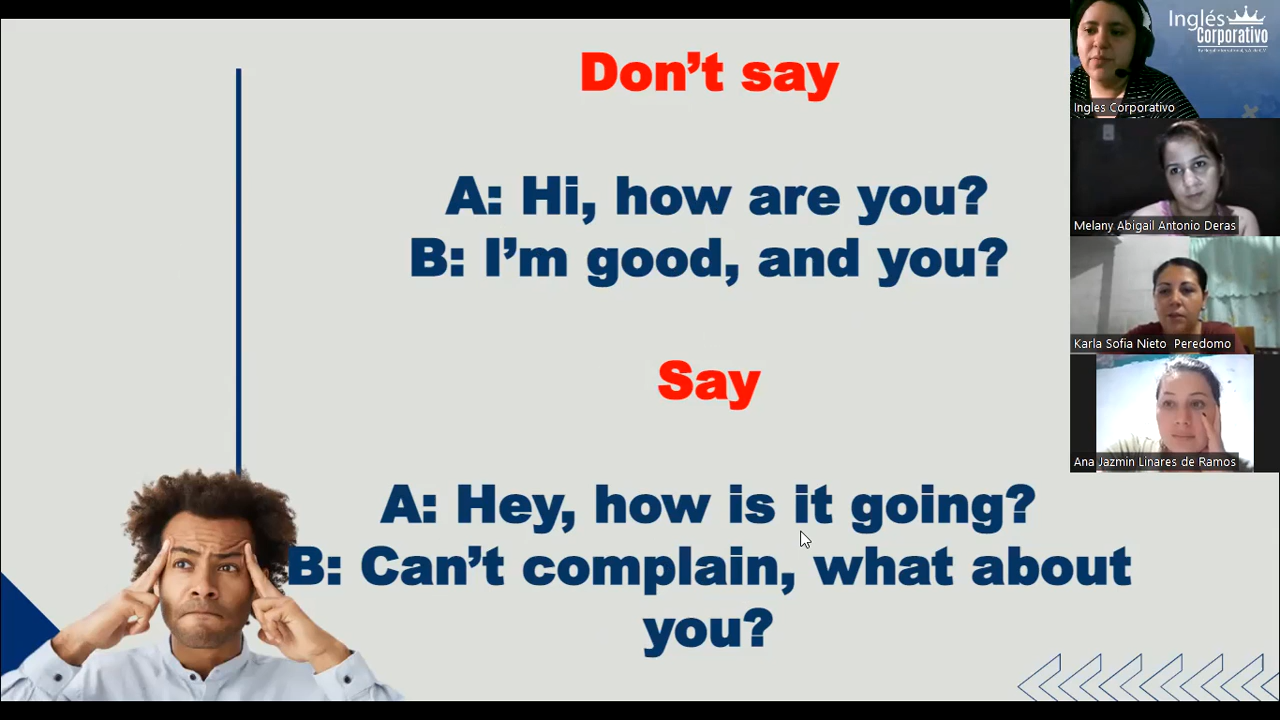 Don't say
A: Hi, how are you?
B: I'm good, and you?
Say
A: Hey, how is it going?
B: Can't complain, what about
you?
Inglés
Corporativo
Ingles Corporativo
Melany Abigail Antonio Deras
Karla Sofia Nieto Peredomo
Ana Jazmin Linares de Ramos